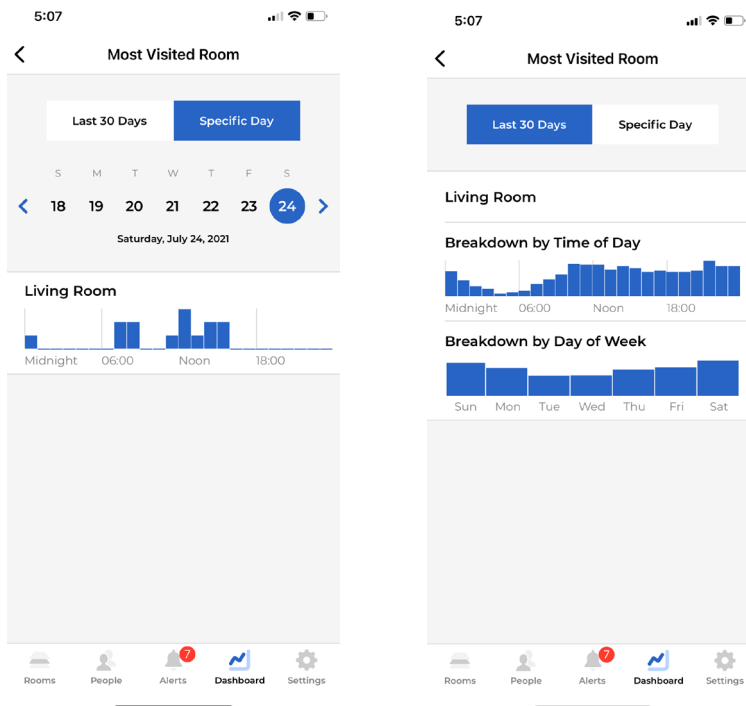 5:07
Most Visited Room
Last 30 Days Specific Day
S M T W T F S
18 19 20 21 22 23 24
Saturday, July 24, 2021
Living Room
Midnight 06:00 Noon 18:00
7
Rooms People Alerts Dashboard Settings
5:07
Most Visited Room
Last 30 Days Specific Day
Living Room
Breakdown by Time of Day
Midnight 06:00 Noon 18:00
Breakdown by Day of Week
Sun Mon Tue Wed Thu Fri Sat
7
Rooms People Alerts Dashboard Settings